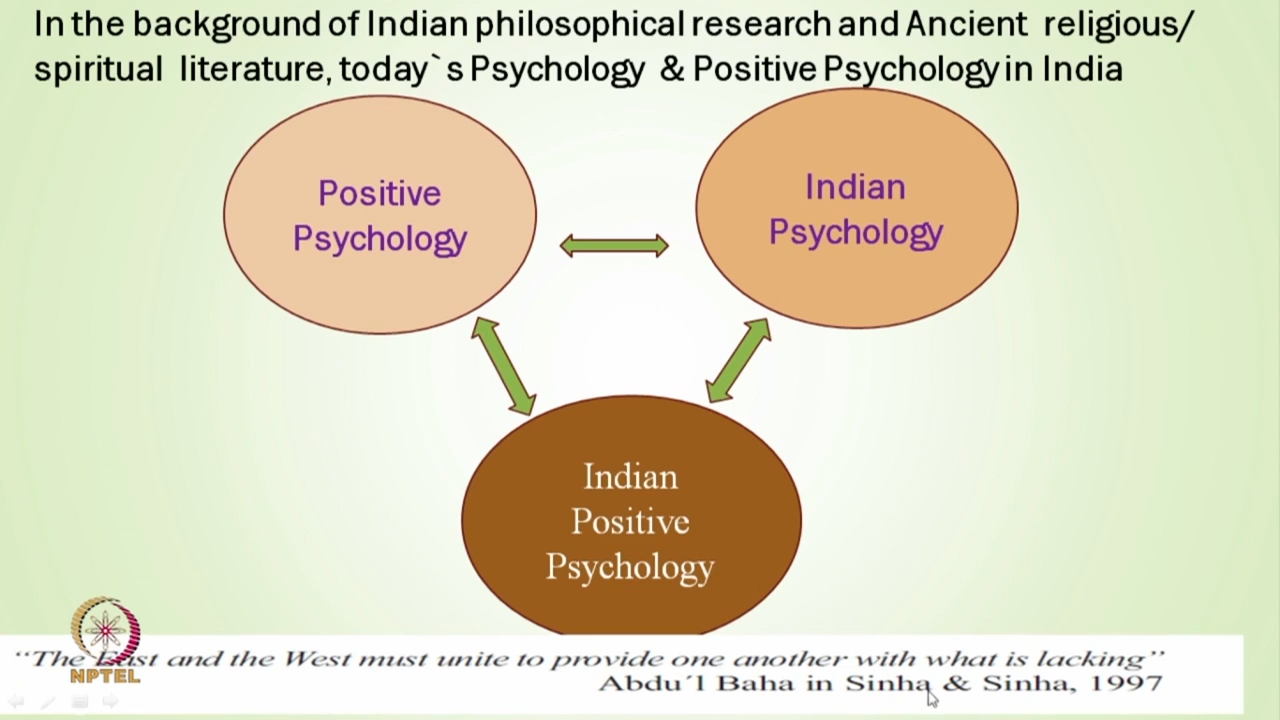 In the background of Indian philosophical research and Ancient religious/
spiritual literature, today`s Psychology & Positive Psychology in India
Positive
Psychology
Indian
Psychology
Indian
Positive
Psychology
“The East and the West must unite to provide one another with what is lacking”
Abdu´l Baha in Sinha & Sinha, 1997
NPTEL